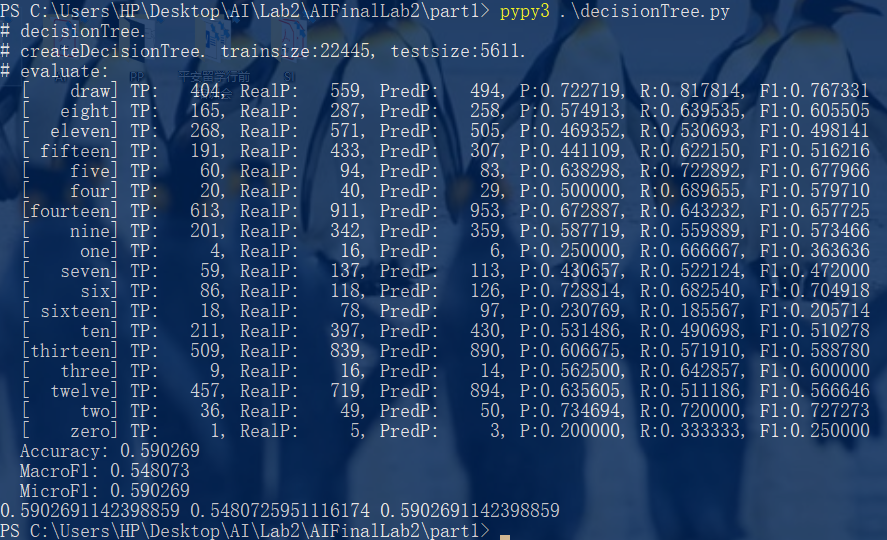 PS C:\Users\HP\Desktop\AI\Lab2\AIFinalLab2\part1> pypy3 .\decisionTree.py
# decisionTree.
# createDecisionTree. trainsize:22445, testsize:5611.
# evaluate:
[    draw] TP:   404, RealP:   559, PredP:   494, P:0.722719, R:0.817814, F1:0.767331
[   eight] TP:   165, RealP:   287, PredP:   258, P:0.574913, R:0.639535, F1:0.605505
[  eleven] TP:   268, RealP:   571, PredP:   505, P:0.469352, R:0.530693, F1:0.498141
[ fifteen] TP:   191, RealP:   433, PredP:   307, P:0.441109, R:0.622150, F1:0.516216
[    five] TP:    60, RealP:    94, PredP:    83, P:0.638298, R:0.722892, F1:0.677966
[    four] TP:    20, RealP:    40, PredP:    29, P:0.500000, R:0.689655, F1:0.579710
[fourteen] TP:   613, RealP:   911, PredP:   953, P:0.672887, R:0.643232, F1:0.657725
[    nine] TP:   201, RealP:   342, PredP:   359, P:0.587719, R:0.559889, F1:0.573466
[     one] TP:     4, RealP:    16, PredP:     6, P:0.250000, R:0.666667, F1:0.363636
[   seven] TP:    59, RealP:   137, PredP:   113, P:0.430657, R:0.522124, F1:0.472000
[     six] TP:    86, RealP:   118, PredP:   126, P:0.728814, R:0.682540, F1:0.704918
[ sixteen] TP:    18, RealP:    78, PredP:    97, P:0.230769, R:0.185567, F1:0.205714
[     ten] TP:   211, RealP:   397, PredP:   430, P:0.531486, R:0.490698, F1:0.510278
[thirteen] TP:   509, RealP:   839, PredP:   890, P:0.606675, R:0.571910, F1:0.588780
[   three] TP:     9, RealP:    16, PredP:    14, P:0.562500, R:0.642857, F1:0.600000
[  twelve] TP:   457, RealP:   719, PredP:   894, P:0.635605, R:0.511186, F1:0.566646
[     two] TP:    36, RealP:    49, PredP:    50, P:0.734694, R:0.720000, F1:0.727273
[    zero] TP:     1, RealP:     5, PredP:     3, P:0.200000, R:0.333333, F1:0.250000
Accuracy: 0.590269
MacroF1: 0.548073
MicroF1: 0.590269
0.5902691142398859 0.5480725951116174 0.5902691142398859
PS C:\Users\HP\Desktop\AI\Lab2\AIFinalLab2\part1>